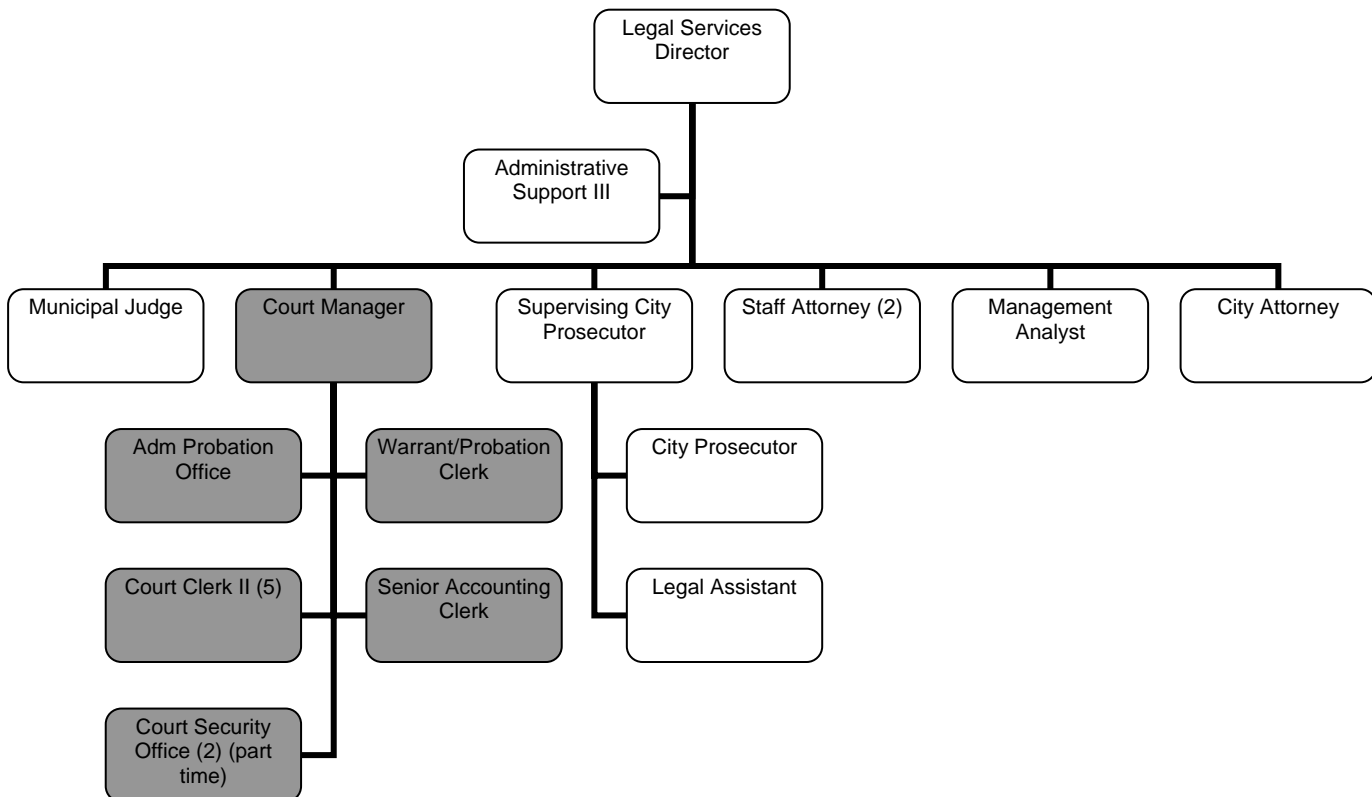 Legal Services
Director
Administrative
Support III
Municipal Judge
Court Manager
Supervising City
Prosecutor
Staff Attorney (2)
Management
Analyst
City Attorney
Adm Probation
Office
Warrant/Probation
Clerk
City Prosecutor
Court Clerk II (5)
Senior Accounting
Clerk
Legal Assistant
Court Security
Office (2) (part
time)